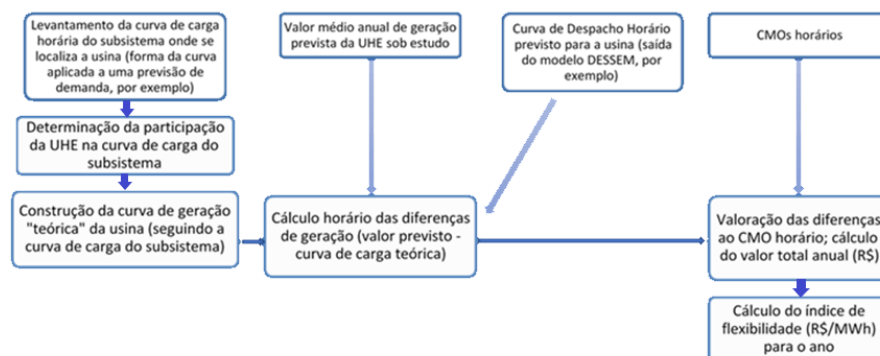 Levantamento da curva de carga
horária do subsistema onde se
localiza a usina (forma da curva
aplicada a uma previsão de
demanda, por exemplo)
Determinação da participação
da UHE na curva de carga do
subsistema
Construção da curva de geração
"teórica" da usina (seguindo a
curva de carga do subsistema)
Valor médio anual de geração
prevista da UHE sob estudo
Cálculo horário das diferenças
de geração (valor previsto -
curva de carga teórica)
Curva de Despacho Horário
previsto para a usina (saída
do modelo DESSEM, por
exemplo)
CMOs horários
Valoração das diferenças
ao CMO horário; cálculo
do valor total anual (R$)
Cálculo do índice de
flexibilidade (R$/MWh)
para o ano